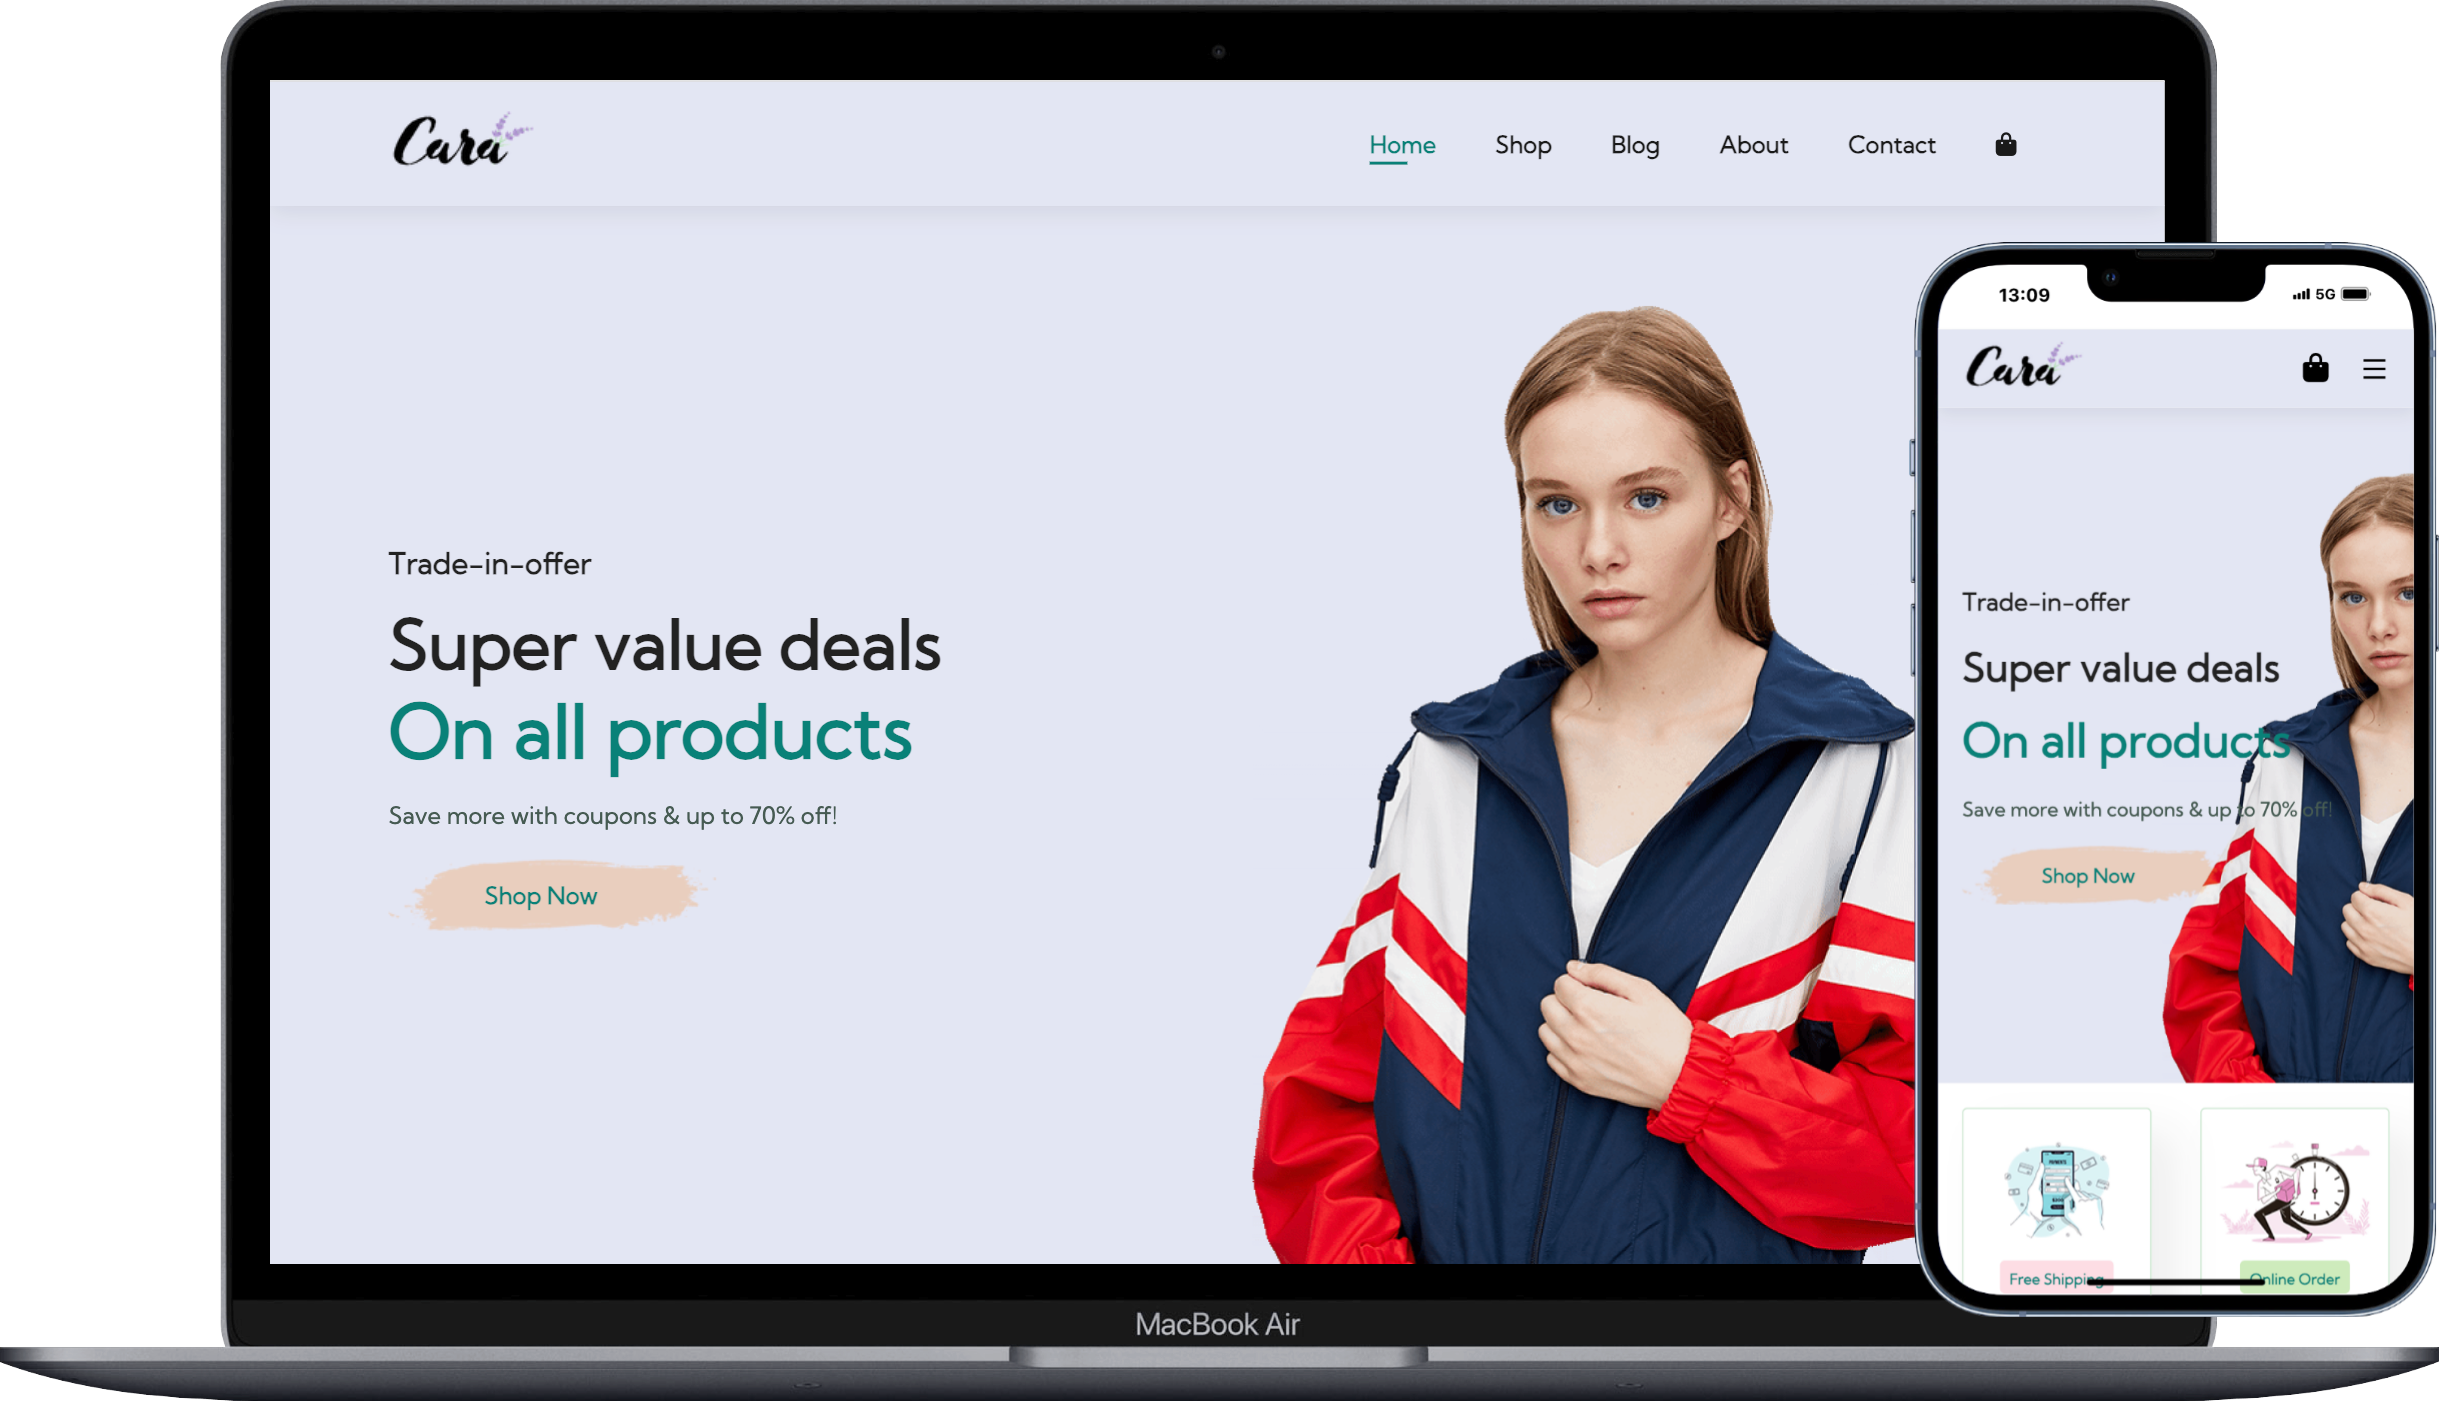 Cara
Home
Shop
Blog
About
Contact
Trade-in-offer
Super value deals
On all products
Save more with coupons & up to 70% off!
Shop Now
MacBook Air
13:09
5G
Cara
Trade-in-offer
Super value deals
On all products
Save more with coupons & up to 70% off!
Shop Now
Free Shipping
Online Order